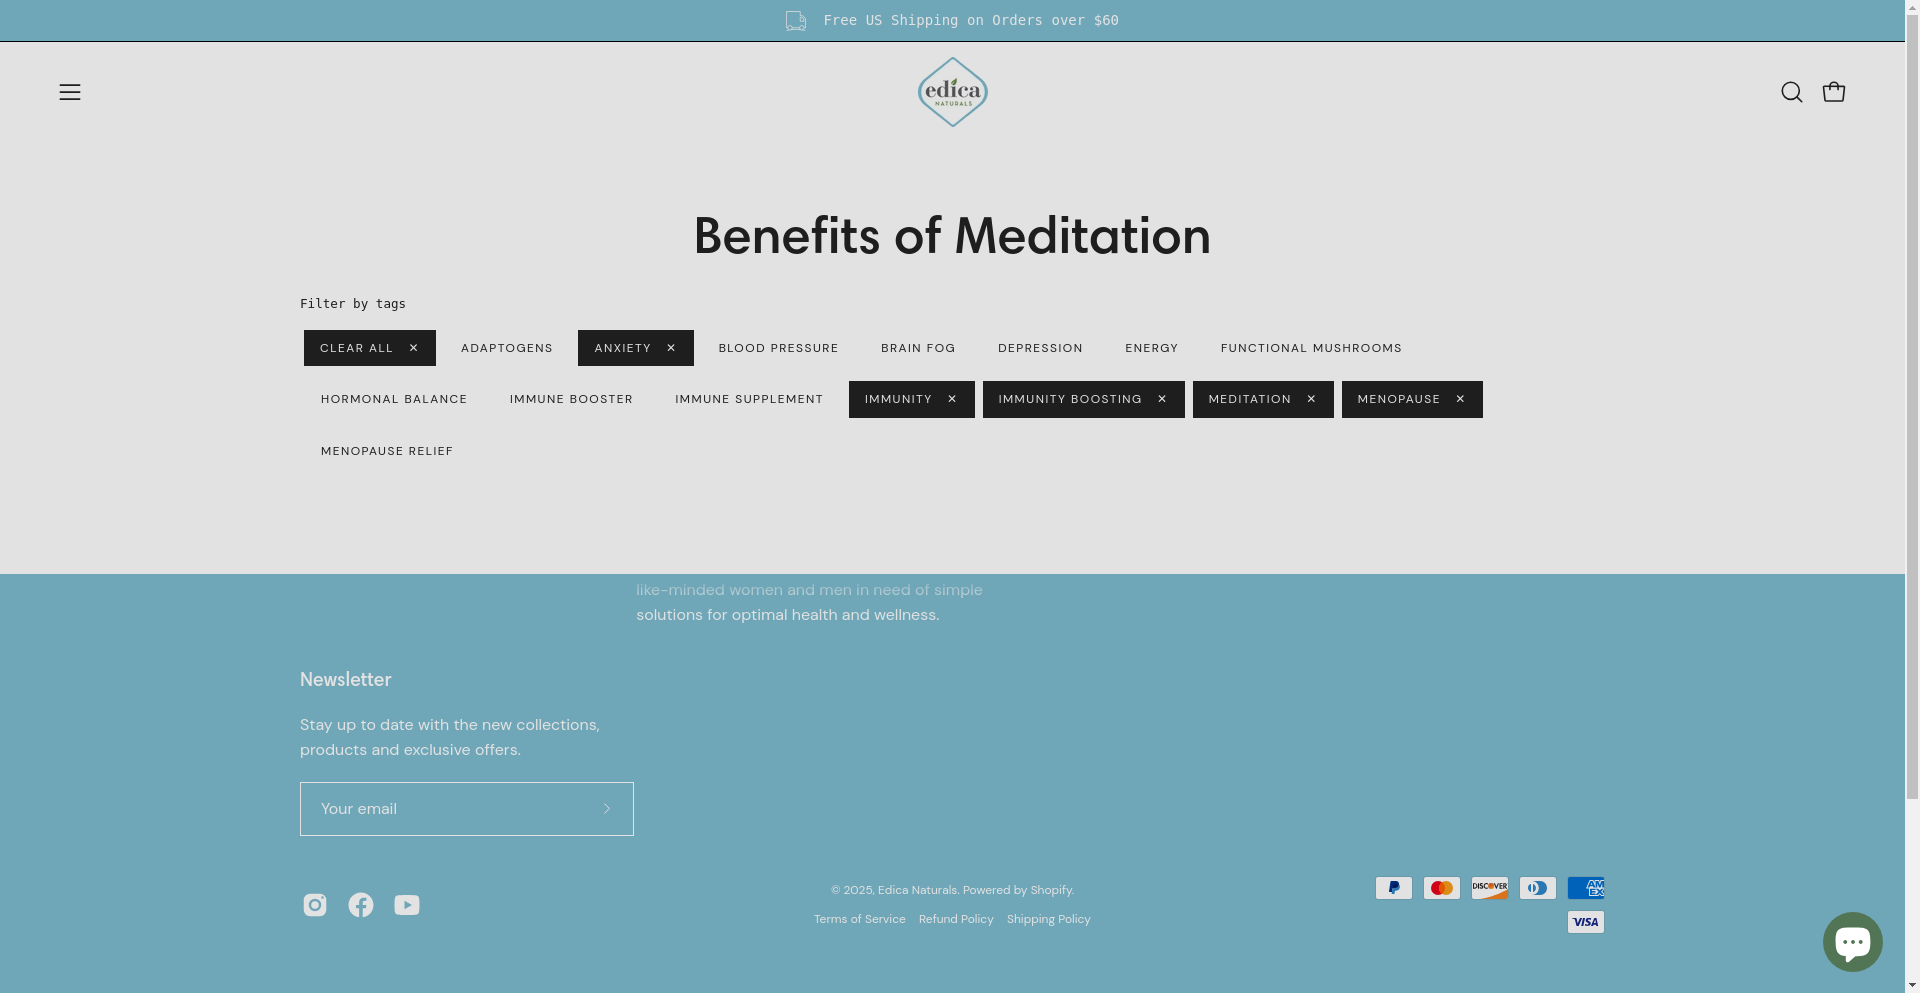 Free US Shipping on Orders over $60
edica
NATURALS
Benefits of Meditation
Filter by tags
CLEAR ALL ✕ ADAPTOGENS ANXIETY ✕ BLOOD PRESSURE BRAIN FOG DEPRESSION ENERGY FUNCTIONAL MUSHROOMS
HORMONAL BALANCE IMMUNE BOOSTER IMMUNE SUPPLEMENT IMMUNITY ✕ IMMUNITY BOOSTING ✕ MEDITATION ✕ MENOPAUSE ✕
MENOPAUSE RELIEF
like-minded women and men in need of simple
solutions for optimal health and wellness.
Newsletter
Stay up to date with the new collections,
products and exclusive offers.
Your email
© 2025, Edica Naturals. Powered by Shopify.
Terms of Service Refund Policy Shipping Policy
DISCOVER
AM
EX
VISA